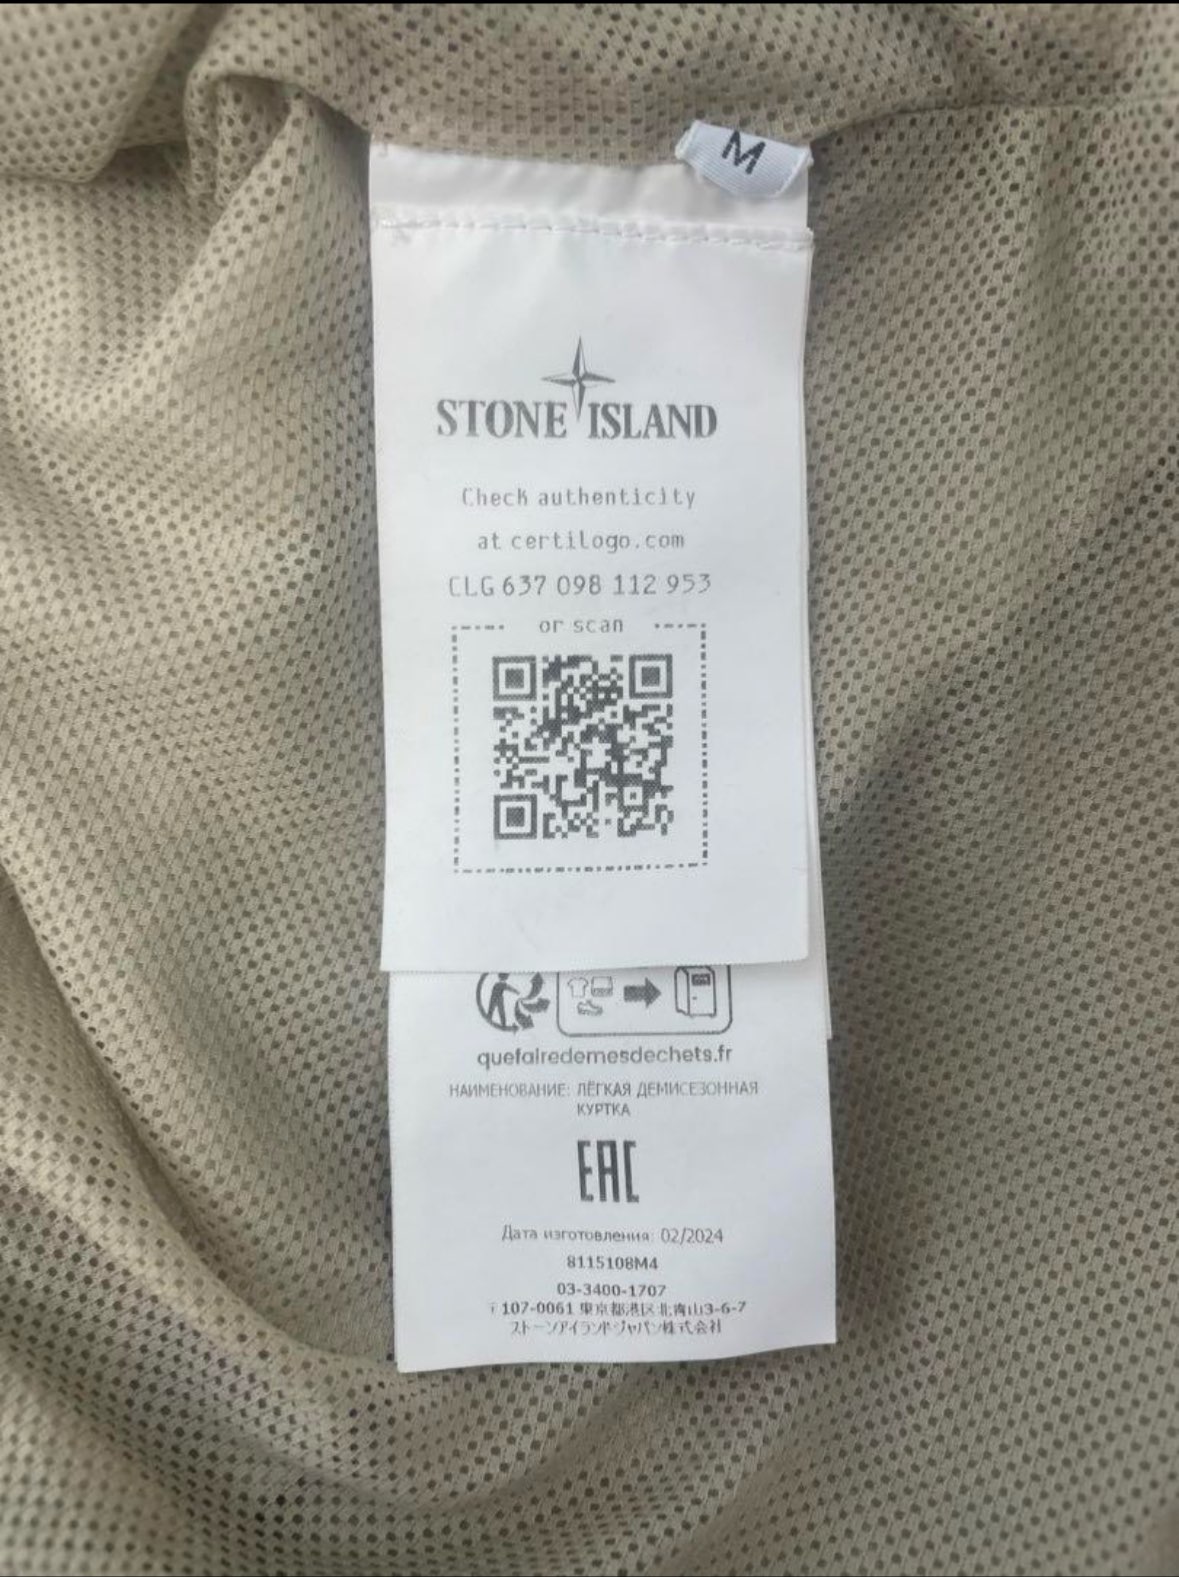 M
STONE ISLAND
Check authenticity
at certilogo.com
CLG 637 098 112 953
or scan
quefairedemesdechets.fr
НАИМЕНОВАНИЕ: ЛЁГКАЯ ДЕМИСЕЗОННАЯ
КУРТКА
EAC
Дата изготовления: 02/2024
8115108M4
03-3400-1707
〒107-0061 東京都港区北青山3-6-7
ストーンアイランドジャパン株式会社